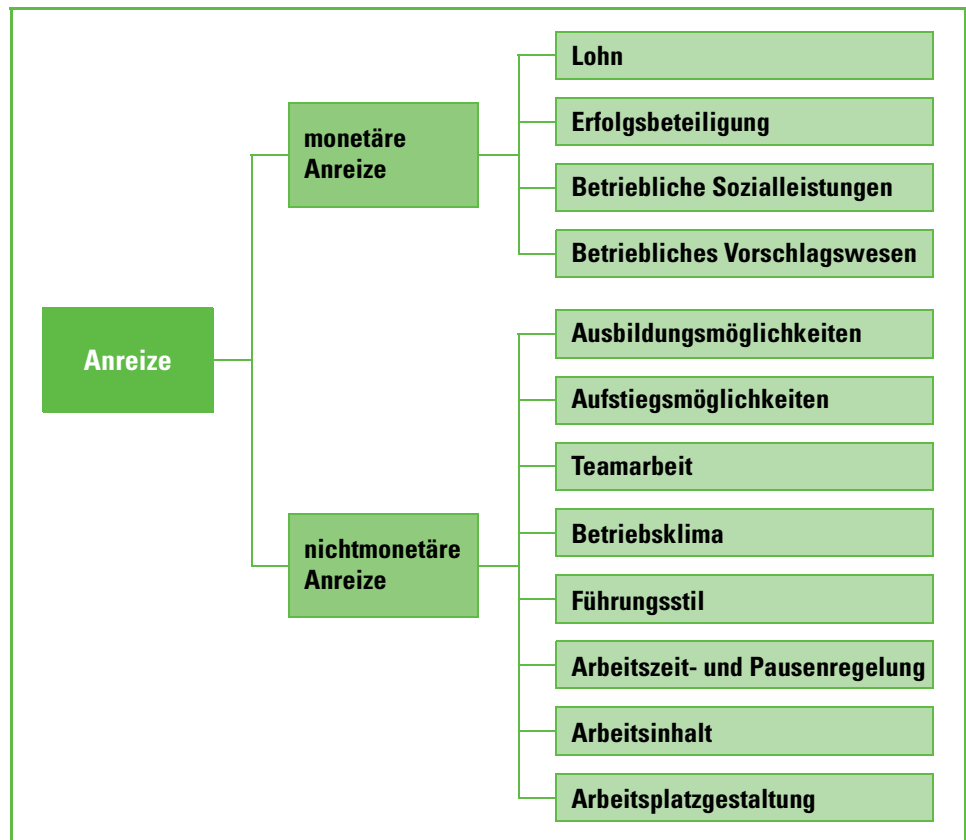 Anreize
monetäre
Anreize
Lohn
Erfolgsbeteiligung
Betriebliche Sozialleistungen
Betriebliches Vorschlagswesen
nichtmonetäre
Anreize
Ausbildungsmöglichkeiten
Aufstiegsmöglichkeiten
Teamarbeit
Betriebsklima
Führungsstil
Arbeitszeit- und Pausenregelung
Arbeitsinhalt
Arbeitsplatzgestaltung